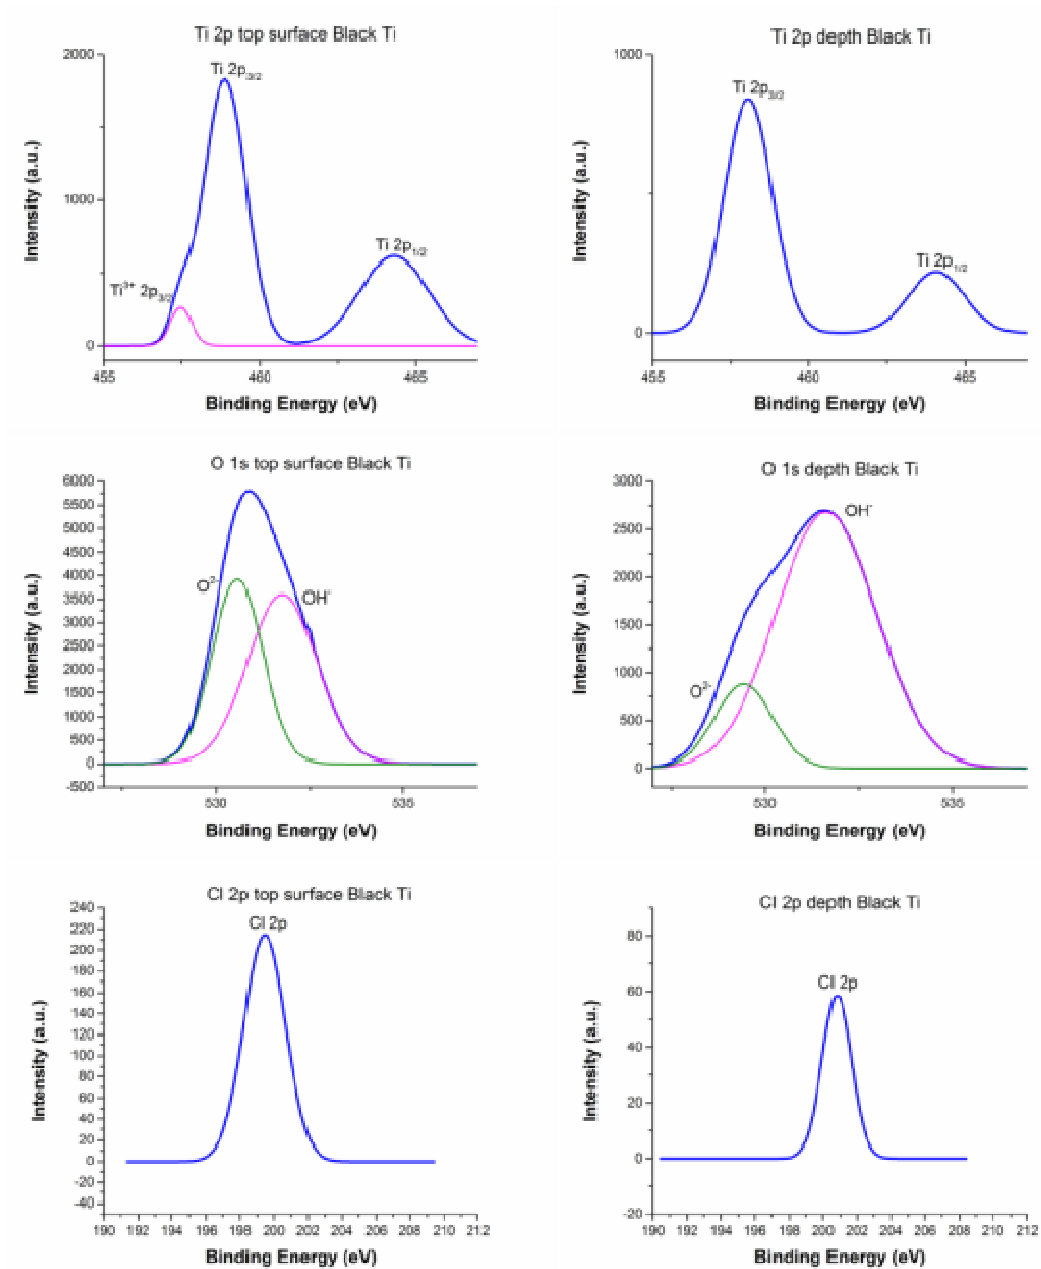 Ti 2p top surface Black Ti
2000
1000
0
Intensity (a.u.)
Ti 2p3/2
Ti3+ 2p3/2
Ti 2p1/2
455 460 465
Binding Energy (eV)
Ti 2p depth Black Ti
1000
0
Intensity (a.u.)
Ti 2p3/2
Ti 2p1/2
455 460 465
Binding Energy (eV)
O 1s top surface Black Ti
6000
5500
5000
4500
4000
3500
3000
2500
2000
1500
1000
500
0
-500
Intensity (a.u.)
O2-
OH-
530 535
Binding Energy (eV)
O 1s depth Black Ti
3000
2500
2000
1500
1000
500
0
Intensity (a.u.)
OH-
O2-
530 535
Binding Energy (eV)
Cl 2p top surface Black Ti
240
220
200
180
160
140
120
100
80
60
40
20
0
-20
-40
Intensity (a.u.)
Cl 2p
190 192 194 196 198 200 202 204 206 208 210 212
Binding Energy (eV)
Cl 2p depth Black Ti
80
60
40
20
0
-20
Intensity (a.u.)
Cl 2p
190 192 194 196 198 200 202 204 206 208 210 212
Binding Energy (eV)